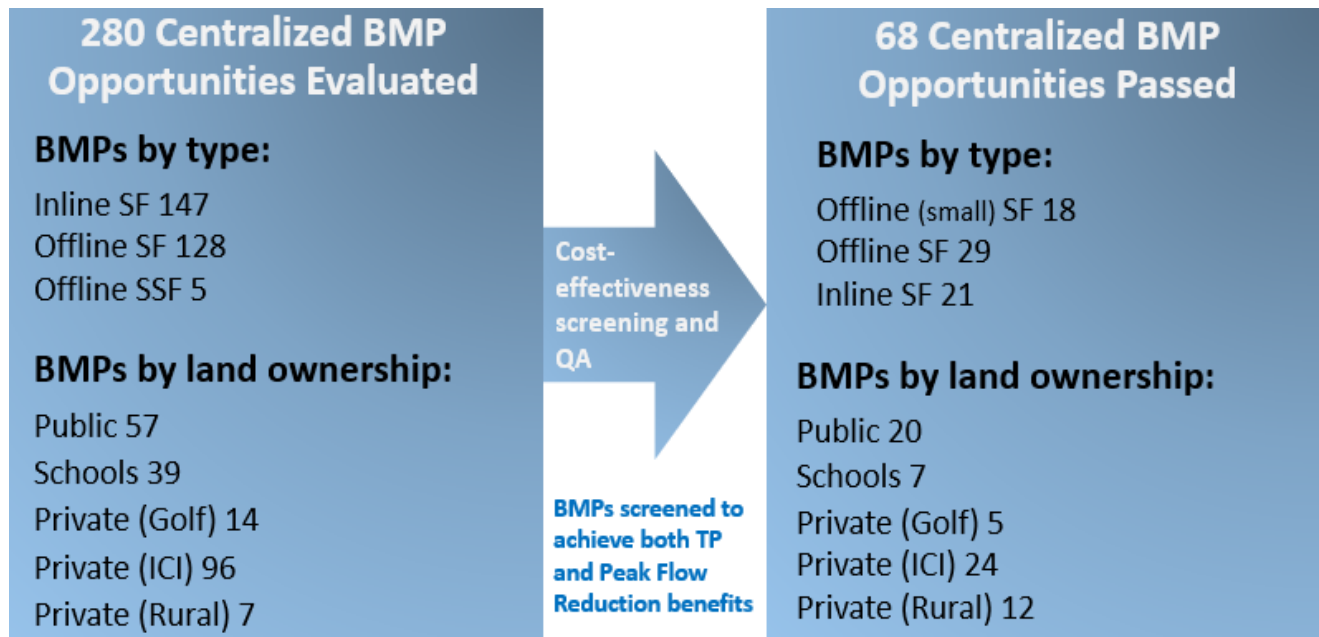 280 Centralized BMP
Opportunities Evaluated
BMPs by type:
Inline SF 147
Offline SF 128
Offline SSF 5
BMPs by land ownership:
Public 57
Schools 39
Private (Golf) 14
Private (ICI) 96
Private (Rural) 7
Cost-
effectiveness
screening and
QA
BMPs screened to
achieve both TP
and Peak Flow
Reduction benefits
68 Centralized BMP
Opportunities Passed
BMPs by type:
Offline (small) SF 18
Offline SF 29
Inline SF 21
BMPs by land ownership:
Public 20
Schools 7
Private (Golf) 5
Private (ICI) 24
Private (Rural) 12